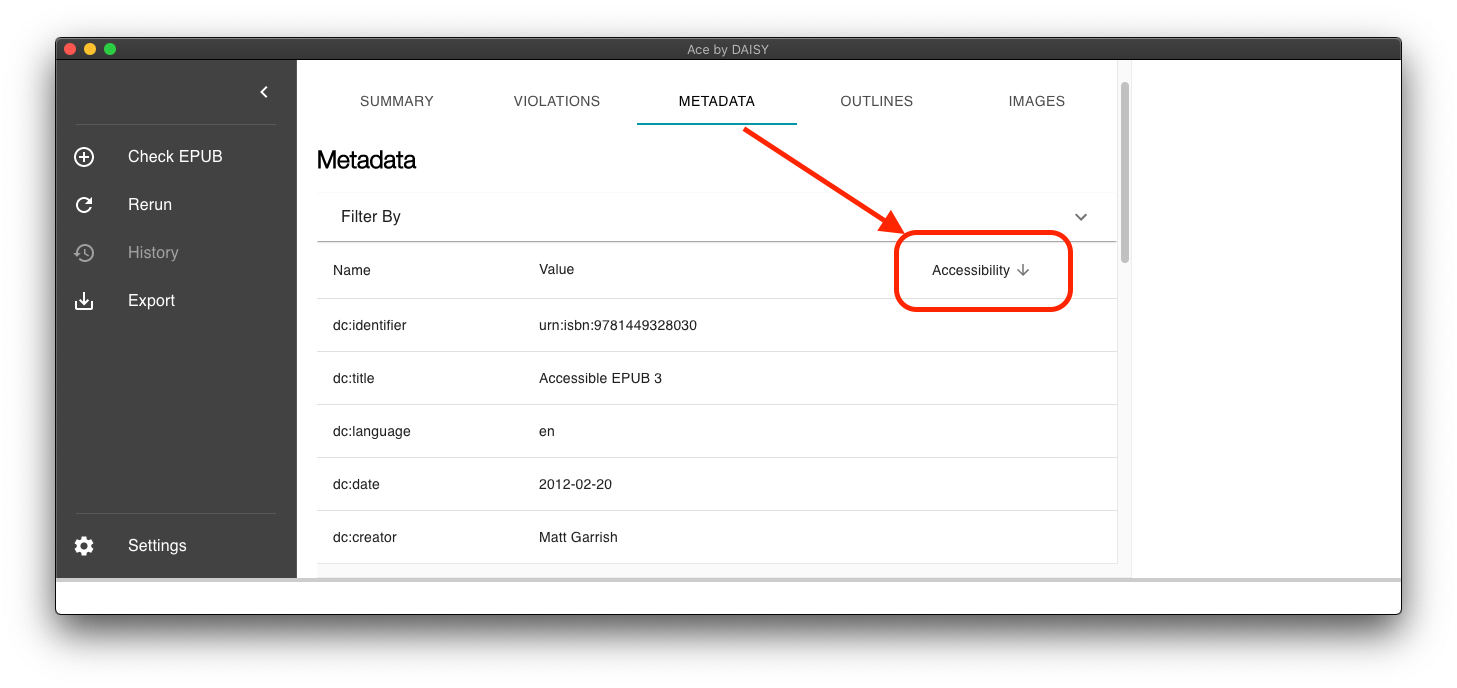 Ace by DAISY
SUMMARY VIOLATIONS METADATA OUTLINES IMAGES
Check EPUB
Rerun
History
Export
Settings
Metadata
Filter By
Name Value Accessibility
dc:identifier urn:isbn:9781449328030
dc:title Accessible EPUB 3
dc:language en
dc:date 2012-02-20
dc:creator Matt Garrish